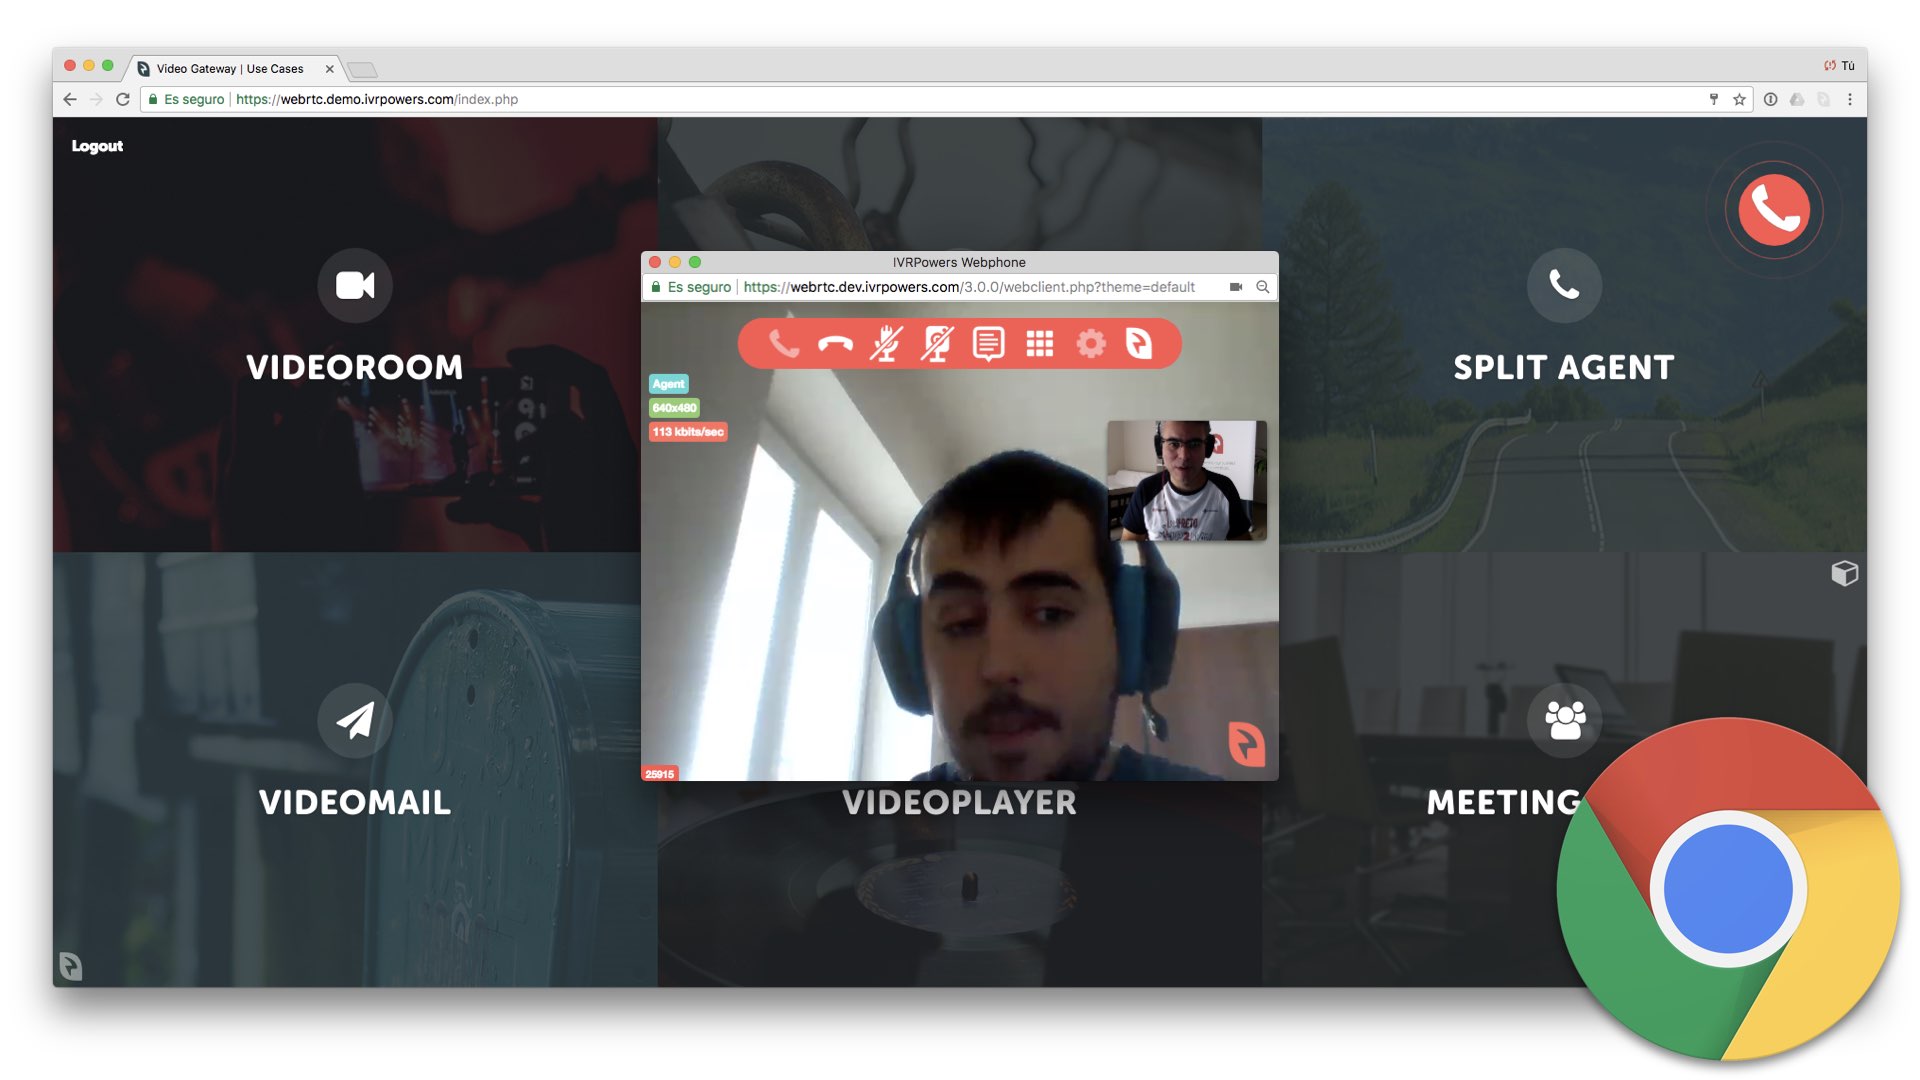 Video Gateway | Use Cases
Tú
Es seguro | https://webrtc.demo.ivrpowers.com/index.php
Logout
VIDEOROOM
SPLIT AGENT
IVRPowers Webphone
Es seguro | https://webrtc.dev.ivrpowers.com/3.0.0/webclient.php?theme=default
Agent
640x480
113 kbits/sec
25915
VIDEOMAIL
VIDEOPLAYER
MEETING